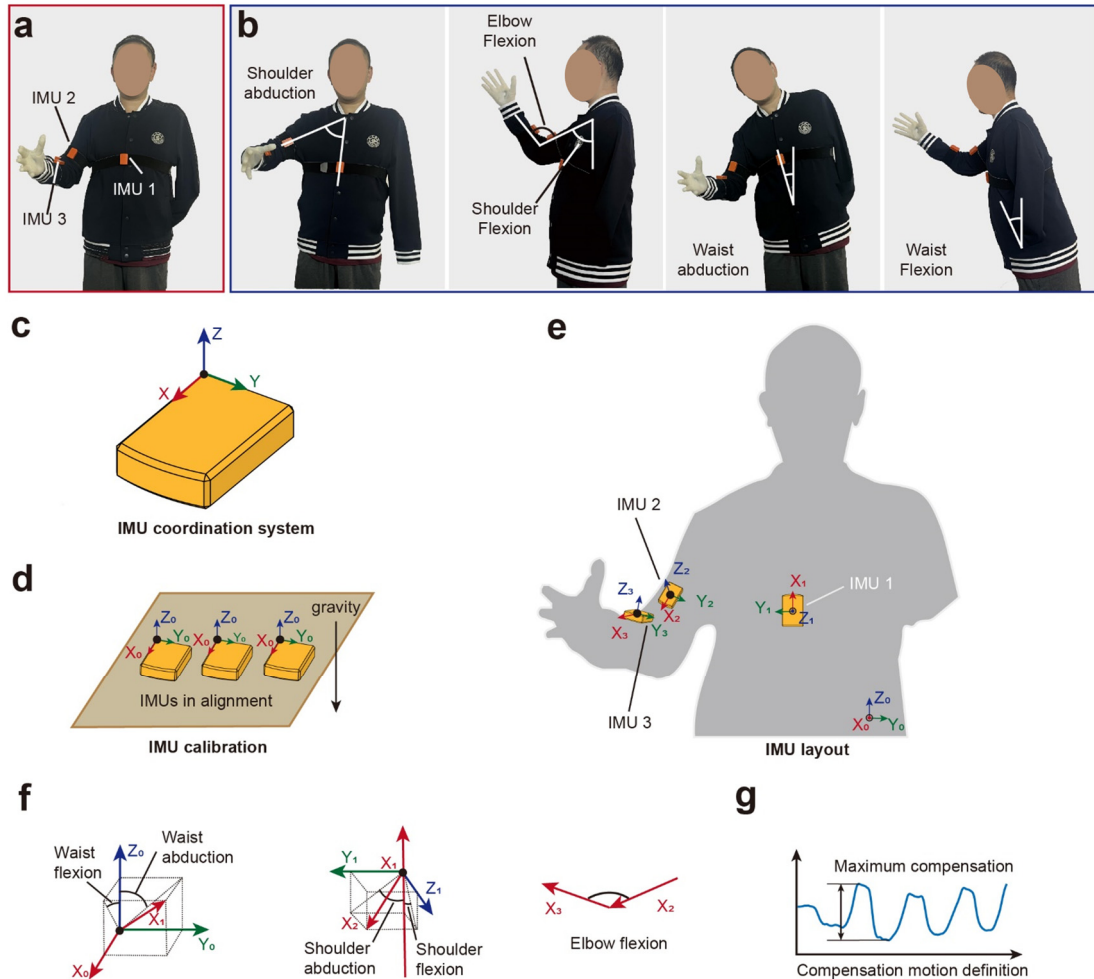 a
IMU 2
IMU 1
IMU 3
b
Shoulder
abduction
Elbow
Flexion
Shoulder
Flexion
Waist
abduction
Waist
Flexion
c
Z
X
Y
IMU coordination system
d
Z₀
Z₀
Z₀
gravity
Y₀
Y₀
Y₀
X₀
X₀
X₀
IMUs in alignment
IMU calibration
e
IMU 2
Z₂
Y₂
X₂
Z₃
X₃
Y₃
IMU 3
X₁
IMU 1
Y₁
Z₁
Z₀
X₀
Y₀
IMU layout
f
Waist
flexion
Z₀
Waist
abduction
X₁
Y₀
X₀
Y₁
X₁
Z₁
X₂
Shoulder
abduction
Shoulder
flexion
X₃
X₂
Elbow flexion
g
Maximum compensation
Compensation motion definition